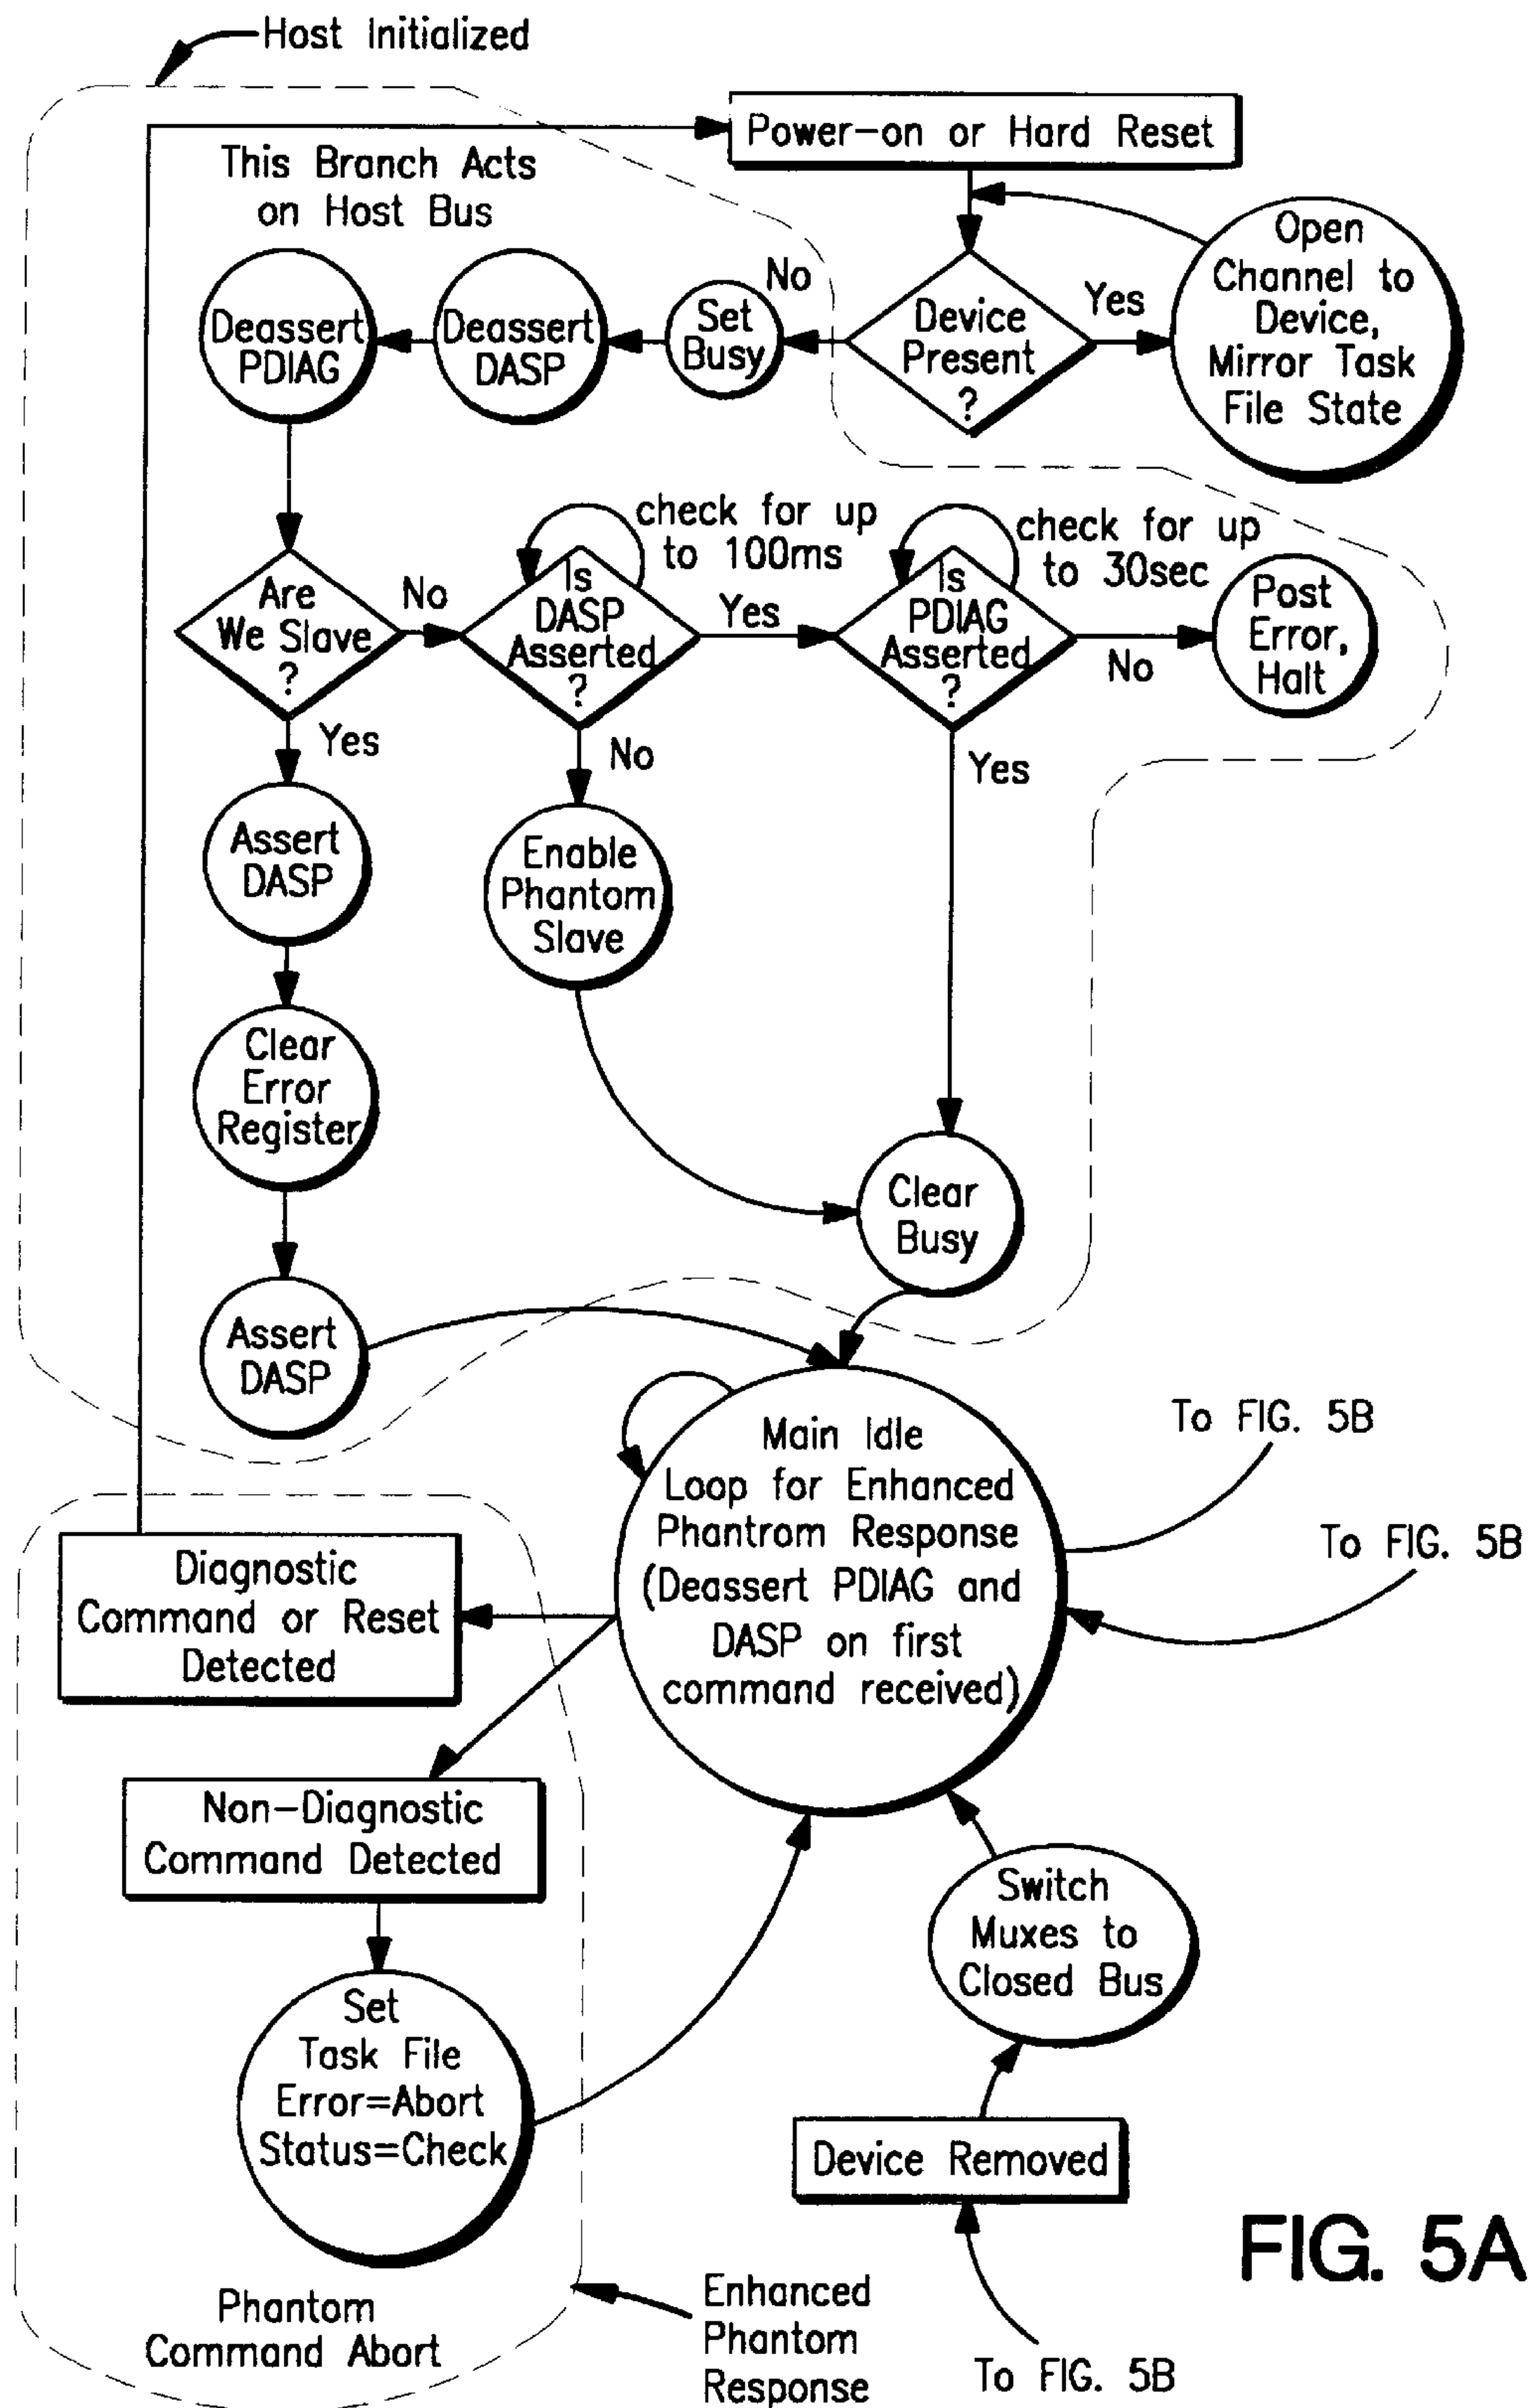 Host Initialized
Power-on or Hard Reset
This Branch Acts
on Host Bus
Open
Channel to
Device,
Mirror Task
File State
Yes
Device
Present
?
No
Set
Busy
Deassert
DASP
Deassert
PDIAG
Are
We Slave
?
No
check for up
to 100ms
Is
DASP
Asserted
?
Yes
check for up
to 30sec
Is
PDIAG
Asserted
?
No
Post
Error,
Halt
Yes
No
Yes
Assert
DASP
Enable
Phantom
Slave
Clear
Error
Register
Clear
Busy
Assert
DASP
Main Idle
Loop for Enhanced
Phantrom Response
(Deassert PDIAG and
DASP on first
command received)
To FIG. 5B
To FIG. 5B
Diagnostic
Command or Reset
Detected
Non-Diagnostic
Command Detected
Set
Task File
Error=Abort
Status=Check
Switch
Muxes to
Closed Bus
Device Removed
To FIG. 5B
Phantom
Command Abort
Enhanced
Phantom
Response
FIG. 5A